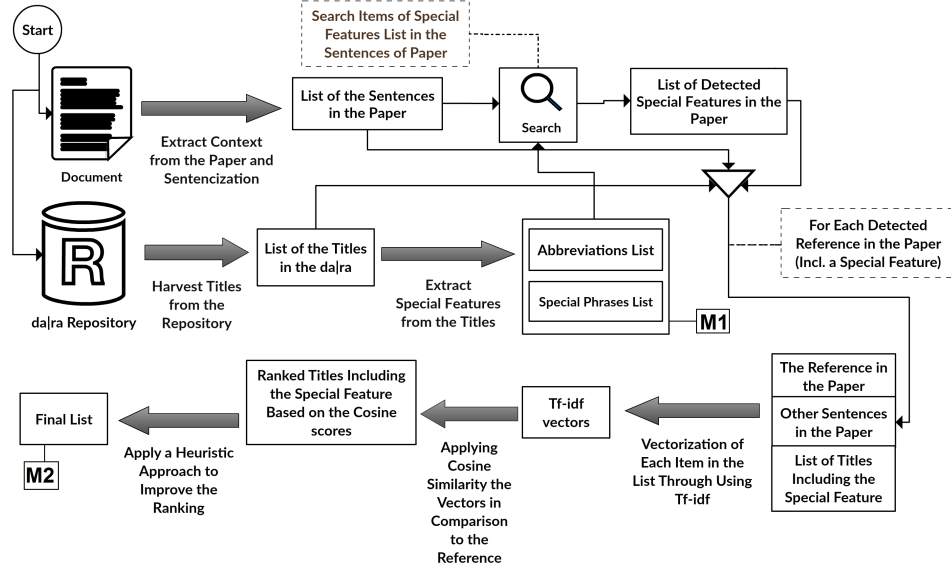 Start
Search Items of Special
Features List in the
Sentences of Paper
List of the Sentences
in the Paper
Search
List of Detected
Special Features in the
Paper
Document
Extract Context
from the Paper and
Sentencization
R
da|ra Repository
Harvest Titles
from the
Repository
List of the Titles
in the da|ra
Extract
Special Features
from the Titles
Abbreviations List
Special Phrases List
M1
For Each Detected
Reference in the Paper
(Incl. a Special Feature)
The Reference in
the Paper
Other Sentences
in the Paper
List of Titles
Including the
Special Feature
Vectorization of
Each Item in the
List Through Using
Tf-idf
Tf-idf
vectors
Applying
Cosine
Similarity the
Vectors in
Comparison
to the
Reference
Ranked Titles Including
the Special Feature
Based on the Cosine
scores
Apply a Heuristic
Approach to
Improve the
Ranking
Final List
M2